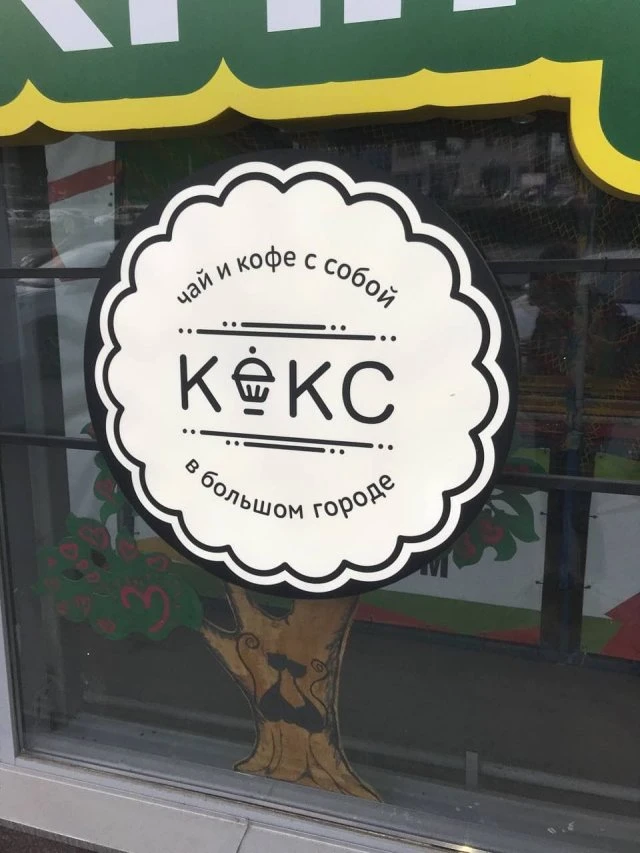 чай и кофе с собой
КЕКС
в большом городе